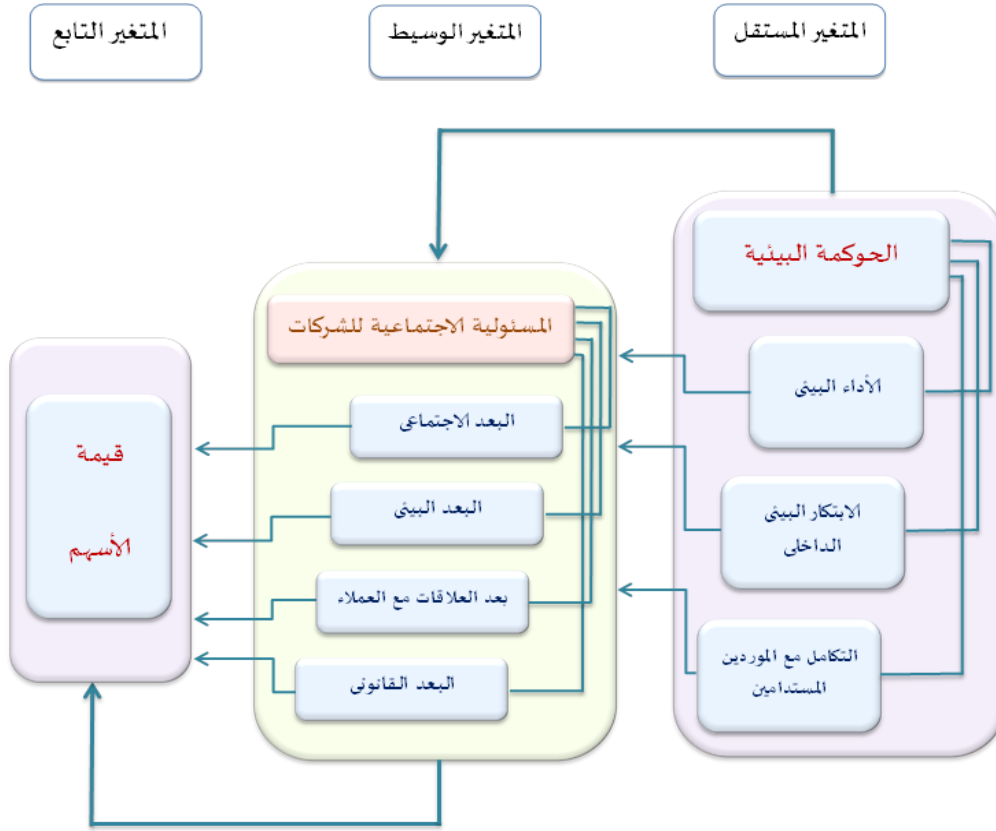 المتغير المستقل
المتغير الوسيط
المتغير التابع
الحوكمة البيئية
الأداء البيئى
الابتكار البيئى
الداخلى
التكامل مع الموردين
المستدامين
المسئولية الاجتماعية للشركات
البعد الاجتماعى
البعد البيئى
بعد العلاقات مع العملاء
البعد القانونى
قيمة
الأسهم